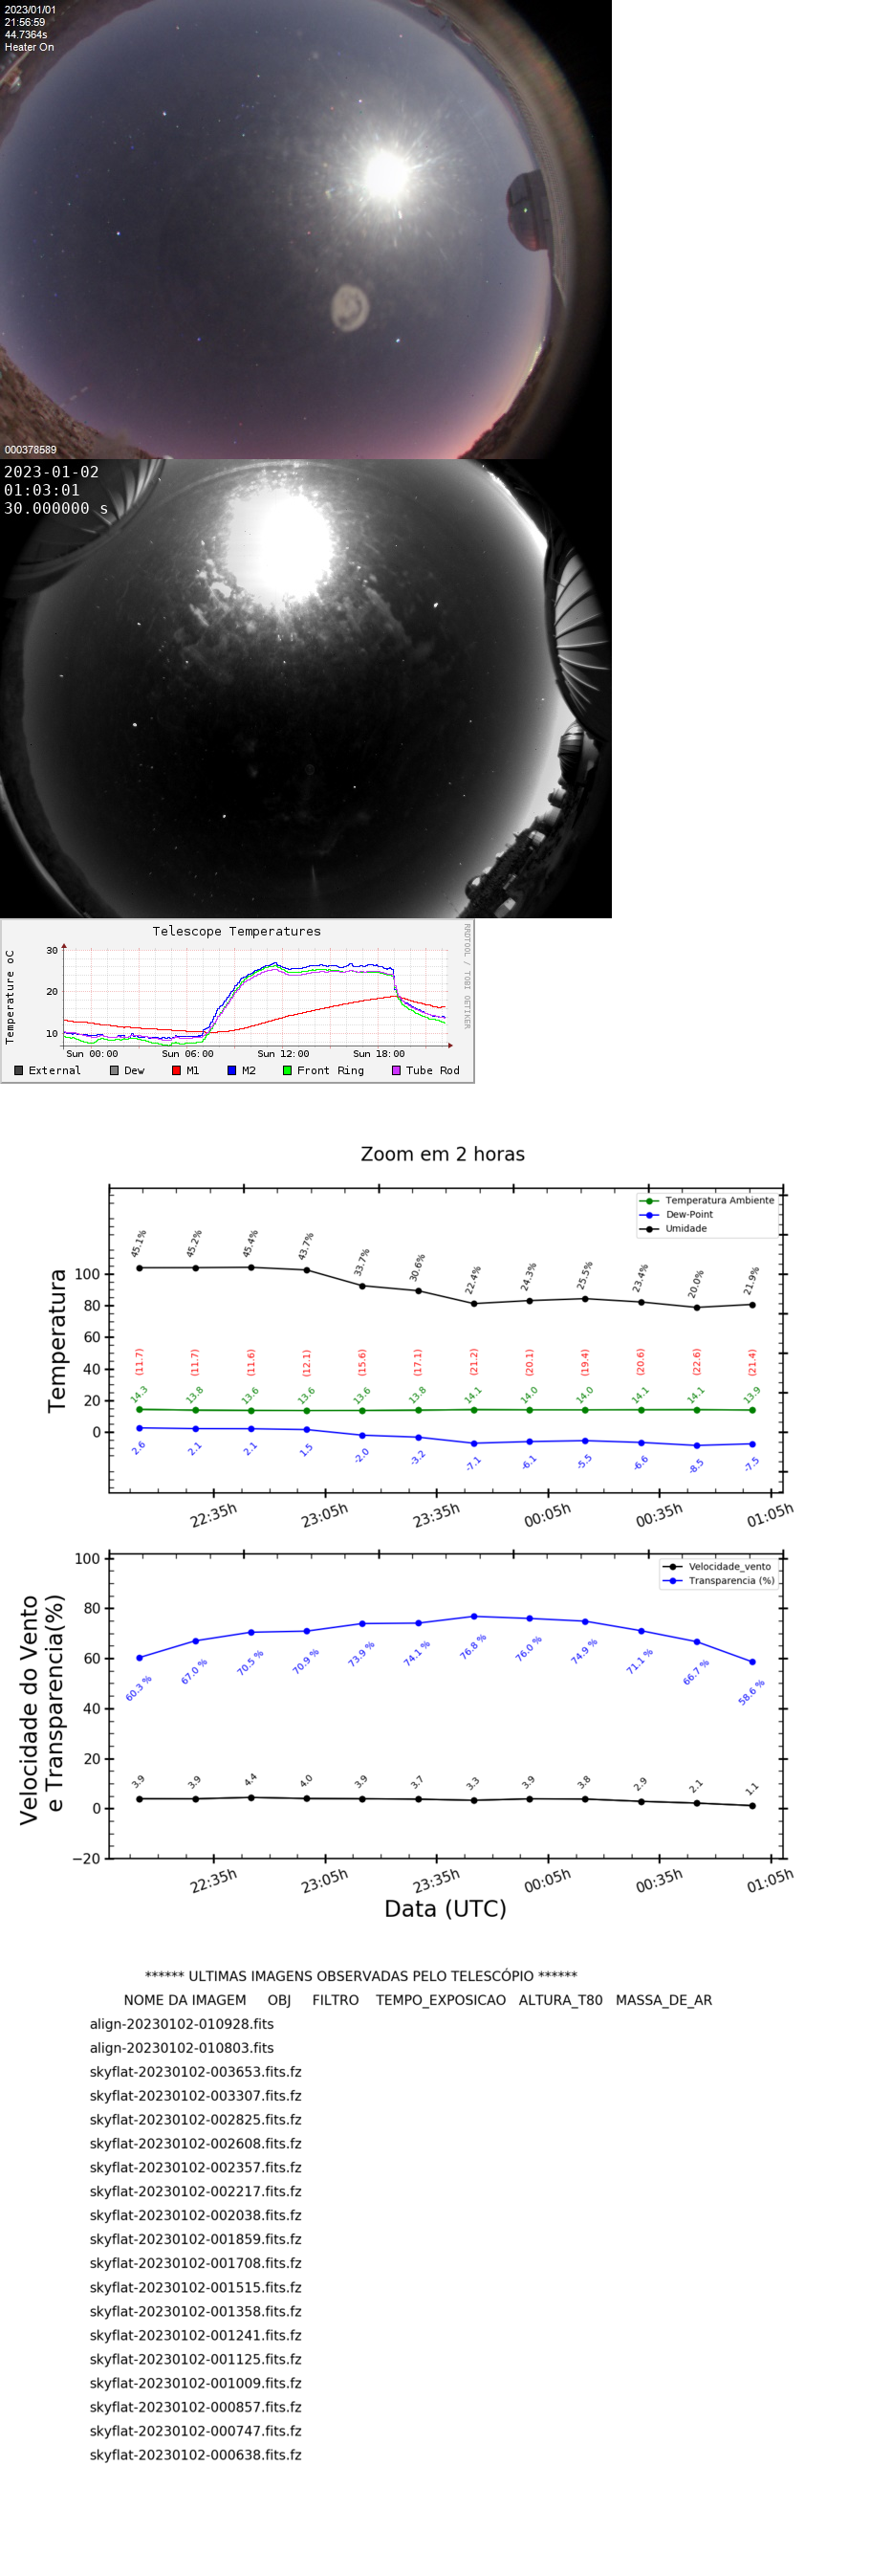 2023/01/01
21:56:59
44.7364s
Heater On
000378589
2023-01-02
01:03:01
30.000000 s
Telescope Temperatures
RRDTOOL / TOBI OETIKER
Temperature oC
30
20
10
Sun 00:00 Sun 06:00 Sun 12:00 Sun 18:00
External Dew M1 M2 Front Ring Tube Rod
Zoom em 2 horas
Temperatura Ambiente
Dew-Point
Umidade
Temperatura
100
80
60
40
20
0
45.1% 45.2% 45.4% 43.7% 33.7% 30.6% 22.4% 24.3% 25.5% 23.4% 20.0% 21.9%
(11.7) (11.7) (11.6) (12.1) (15.6) (17.1) (21.2) (20.1) (19.4) (20.6) (22.6) (21.4)
14.3 13.8 13.6 13.6 13.6 13.8 14.1 14.0 14.0 14.1 14.1 13.9
2.6 2.1 2.1 1.5 -2.0 -3.2 -7.1 -6.1 -5.5 -6.6 -8.5 -7.5
22:35h 23:05h 23:35h 00:05h 00:35h 01:05h
Velocidade_vento
Transparencia (%)
Velocidade do Vento
e Transparencia(%)
100
80
60
40
20
0
−20
60.3 % 67.0 % 70.5 % 70.9 % 73.9 % 74.1 % 76.8 % 76.0 % 74.9 % 71.1 % 66.7 % 58.6 %
3.9 3.9 4.4 4.0 3.9 3.7 3.3 3.9 3.8 2.9 2.1 1.1
22:35h 23:05h 23:35h 00:05h 00:35h 01:05h
Data (UTC)
****** ULTIMAS IMAGENS OBSERVADAS PELO TELESCÓPIO ******
NOME DA IMAGEM OBJ FILTRO TEMPO_EXPOSICAO ALTURA_T80 MASSA_DE_AR
align-20230102-010928.fits
align-20230102-010803.fits
skyflat-20230102-003653.fits.fz
skyflat-20230102-003307.fits.fz
skyflat-20230102-002825.fits.fz
skyflat-20230102-002608.fits.fz
skyflat-20230102-002357.fits.fz
skyflat-20230102-002217.fits.fz
skyflat-20230102-002038.fits.fz
skyflat-20230102-001859.fits.fz
skyflat-20230102-001708.fits.fz
skyflat-20230102-001515.fits.fz
skyflat-20230102-001358.fits.fz
skyflat-20230102-001241.fits.fz
skyflat-20230102-001125.fits.fz
skyflat-20230102-001009.fits.fz
skyflat-20230102-000857.fits.fz
skyflat-20230102-000747.fits.fz
skyflat-20230102-000638.fits.fz